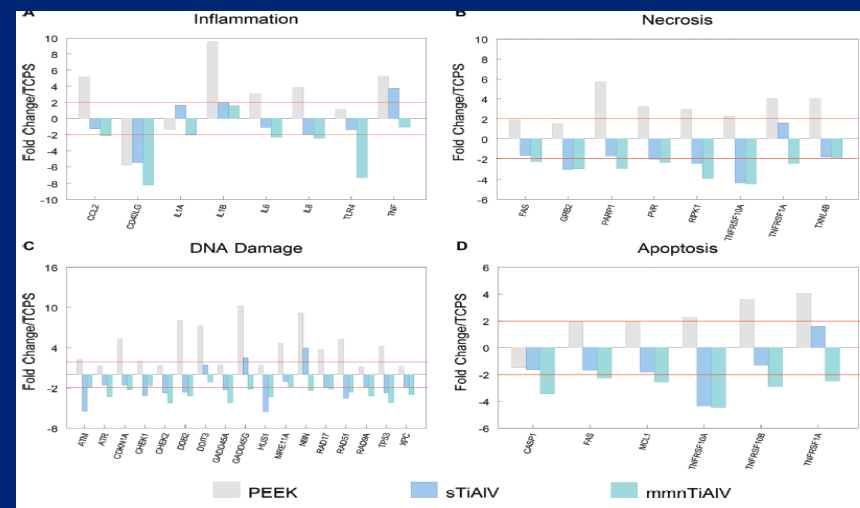 A Inflammation
Fold Change/TCPS
10
8
6
4
2
0
-2
-4
-6
-8
-10
CCL2 CD40LG IL1A IL1B IL6 IL8 TLR4 TNF
B Necrosis
Fold Change/TCPS
10
8
6
4
2
0
-2
-4
-6
FAS GRB2 PARP1 PVR RIPK1 TNFRSF10A TNFRSF1A TXNL4B
C DNA Damage
Fold Change/TCPS
16
10
4
-2
-8
ATM ATR CDKN1A CHEK1 CHEK2 DDB2 DDIT3 GADD45A GADD45G HUS1 MRE11A NBN RAD17 RAD51 RAD9A TP53 XPC
D Apoptosis
Fold Change/TCPS
6
4
2
0
-2
-4
-6
CASP1 FAS MCL1 TNFRSF10A TNFRSF10B TNFRSF1A
PEEK sTiAlV mmnTiAlV